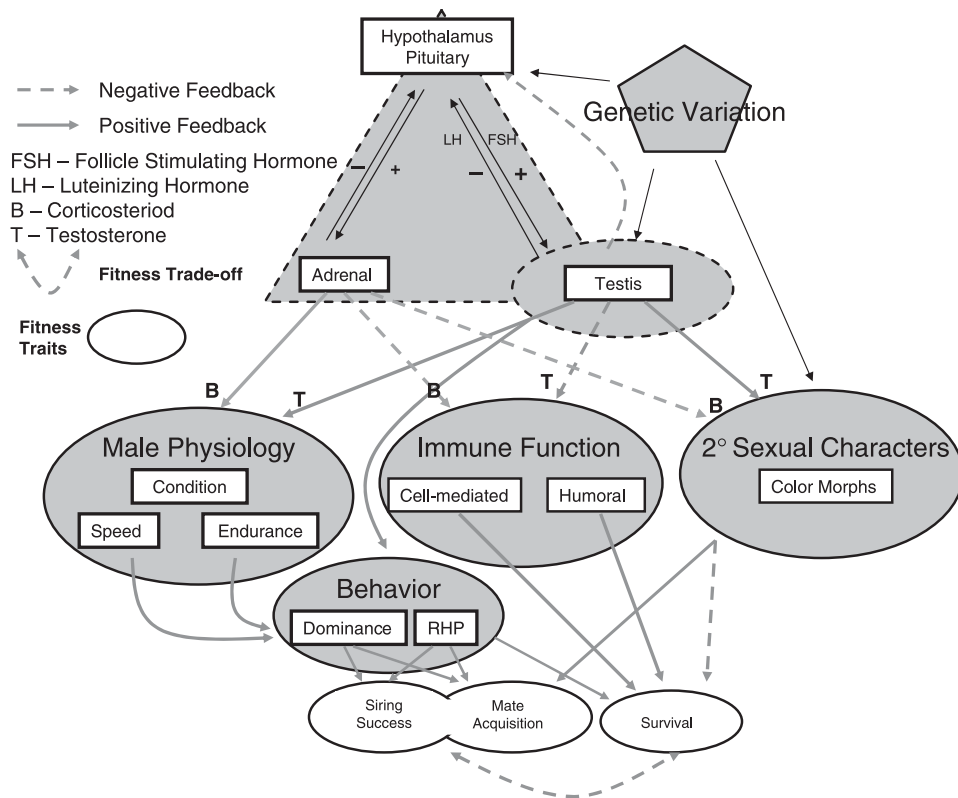 Hypothalamus
Pituitary
Genetic Variation
Negative Feedback
Positive Feedback
FSH – Follicle Stimulating Hormone
LH – Luteinizing Hormone
B – Corticosteriod
T – Testosterone
Fitness Trade-off
Fitness
Traits
LH
FSH
–
+
–
+
Adrenal
Testis
B
T
B
T
B
T
Male Physiology
Condition
Speed
Endurance
Immune Function
Cell-mediated
Humoral
2° Sexual Characters
Color Morphs
Behavior
Dominance
RHP
Siring
Success
Mate
Acquisition
Survival